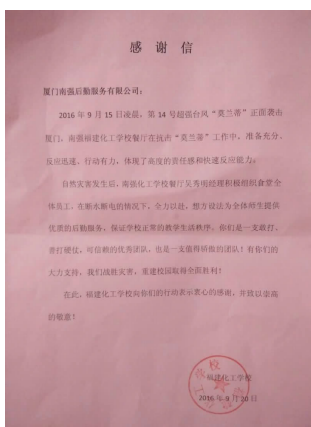 感谢信
厦门南强后勤服务有限公司：
2016年9月15日凌晨，第14号超强台风“莫兰蒂”正面袭击
厦门，南强福建化工学校餐厅在抗击“莫兰蒂”工作中，准备充分、
反应迅速、行动有力，体现了高度的责任感和快速反应能力；
自然灾害发生后，南强化工学校餐厅吴秀明经理积极组织食堂全
体员工，在断水断电的情况下，全力以赴，想方设法为全体师生提供
优质的后勤服务，保证学校正常的教学生活秩序，你们是一支敢打、
善打硬仗，可信赖的优秀团队，也是一支值得骄傲的团队！有你们的
大力支持，我们战胜灾害，重建校园取得全面胜利！
在此，福建化工学校向你们的行动表示衷心的感谢，并致以崇高
的敬意！
福建化工学校
2016年9月20日